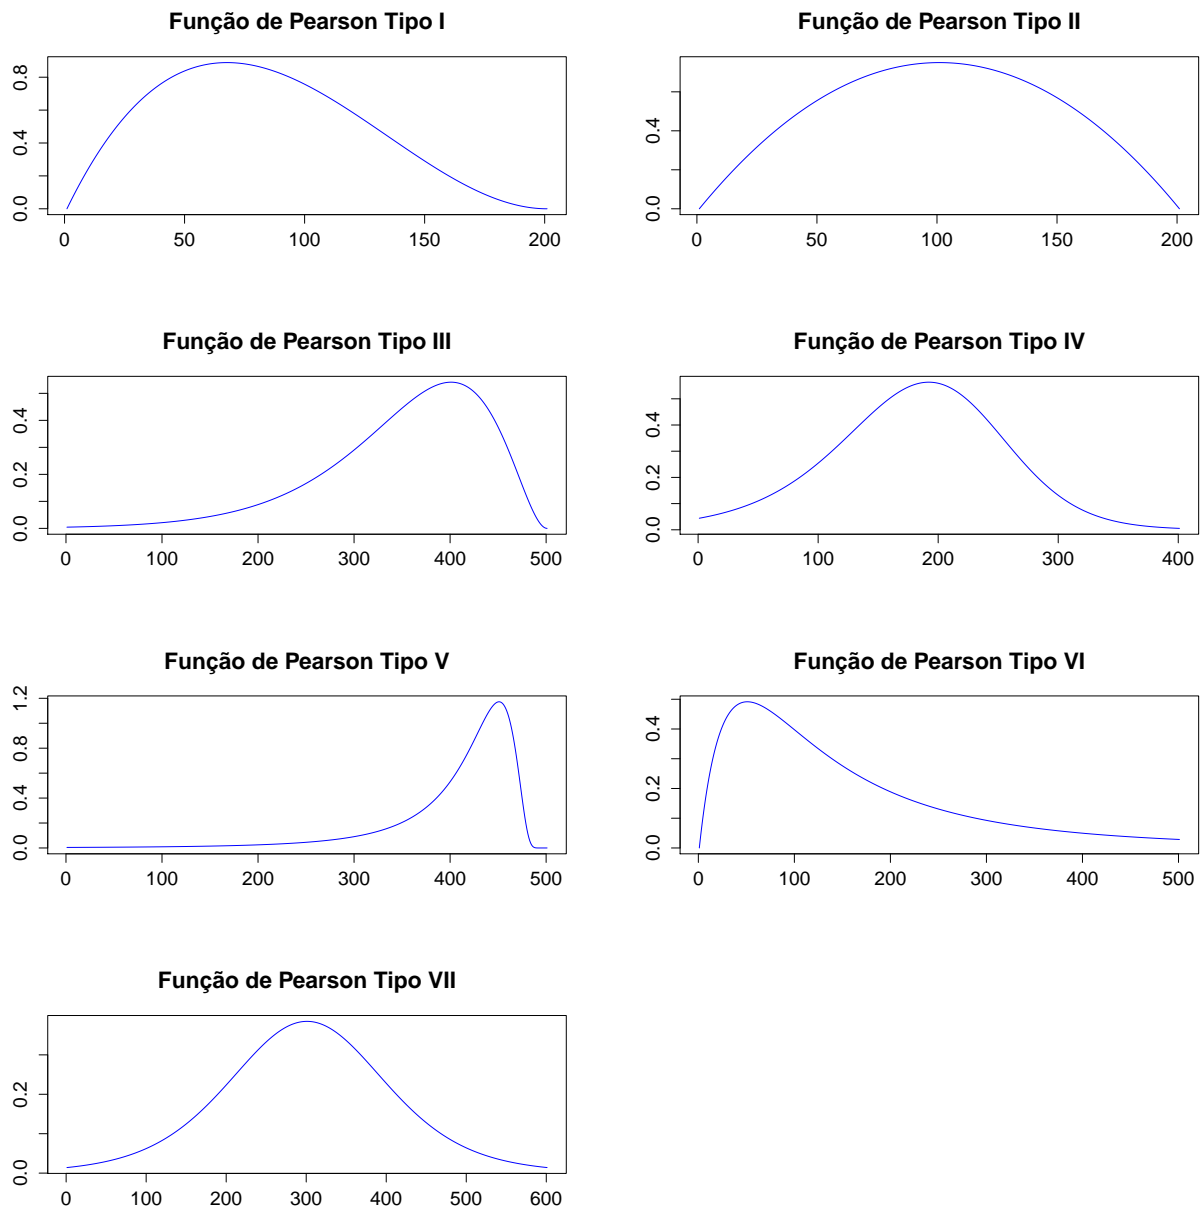 Função de Pearson Tipo I
0.0 0.4 0.8
0 50 100 150 200
Função de Pearson Tipo II
0.0 0.4
0 50 100 150 200
Função de Pearson Tipo III
0.0 0.2 0.4
0 100 200 300 400 500
Função de Pearson Tipo IV
0.0 0.2 0.4
0 100 200 300 400
Função de Pearson Tipo V
0.0 0.4 0.8 1.2
0 100 200 300 400 500
Função de Pearson Tipo VI
0.0 0.2 0.4
0 100 200 300 400 500
Função de Pearson Tipo VII
0.0 0.2
0 100 200 300 400 500 600